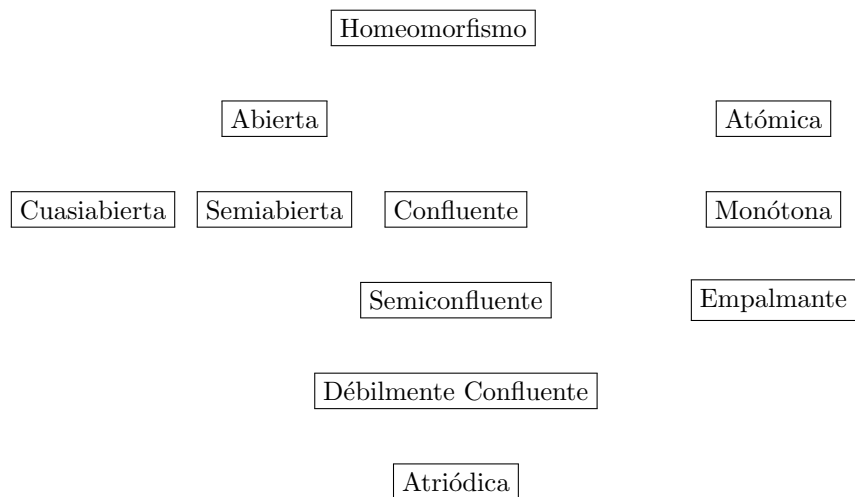 Homeomorfismo
Abierta
Atómica
Cuasiabierta
Semiabierta
Confluente
Monótona
Semiconfluente
Empalmante
Débilmente Confluente
Atriódica